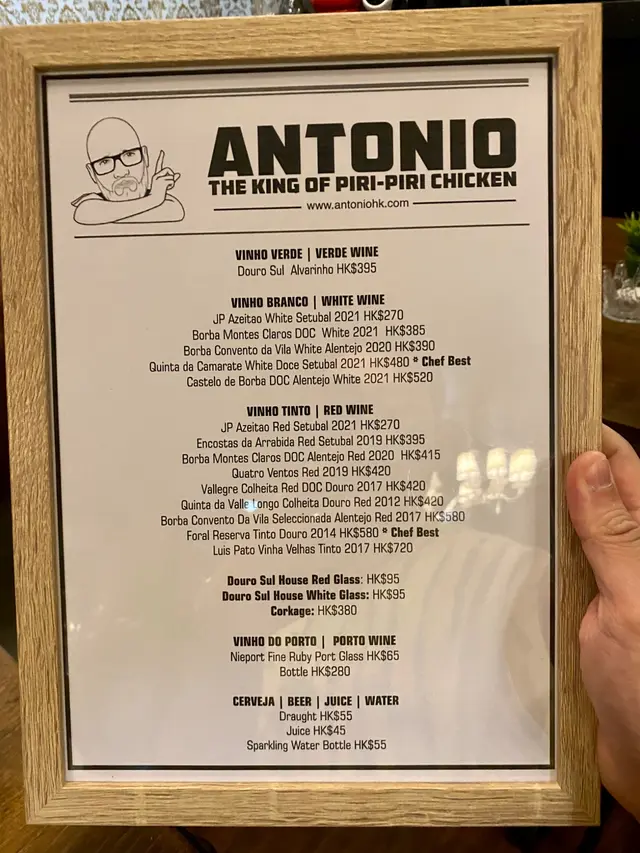 ANTONIO
THE KING OF PIRI-PIRI CHICKEN
www.antoniohk.com
VINHO VERDE | VERDE WINE
Douro Sul Alvarinho HK$395
VINHO BRANCO | WHITE WINE
JP Azeitao White Setubal 2021 HK$270
Borba Montes Claros DOC White 2021 HK$385
Borba Convento da Vila White Alentejo 2020 HK$390
Quinta da Camarate White Doce Setubal 2021 HK$480 * Chef Best
Castelo de Borba DOC Alentejo White 2021 HK$520
VINHO TINTO | RED WINE
JP Azeitao Red Setubal 2021 HK$270
Encostas da Arrabida Red Setubal 2019 HK$395
Borba Montes Claros DOC Alentejo Red 2020 HK$415
Quatro Ventos Red 2019 HK$420
Vallegre Colheita Red DOC Douro 2017 HK$420
Quinta da Valle Longo Colheita Douro Red 2012 HK$420
Borba Convento Da Vila Seleccionada Alentejo Red 2017 HK$580
Foral Reserva Tinto Douro 2014 HK$580 * Chef Best
Luis Pato Vinha Velhas Tinto 2017 HK$720
Douro Sul House Red Glass: HK$95
Douro Sul House White Glass: HK$95
Corkage: HK$380
VINHO DO PORTO | PORTO WINE
Nieport Fine Ruby Port Glass HK$65
Bottle HK$280
CERVEJA | BEER | JUICE | WATER
Draught HK$55
Juice HK$45
Sparkling Water Bottle HK$55